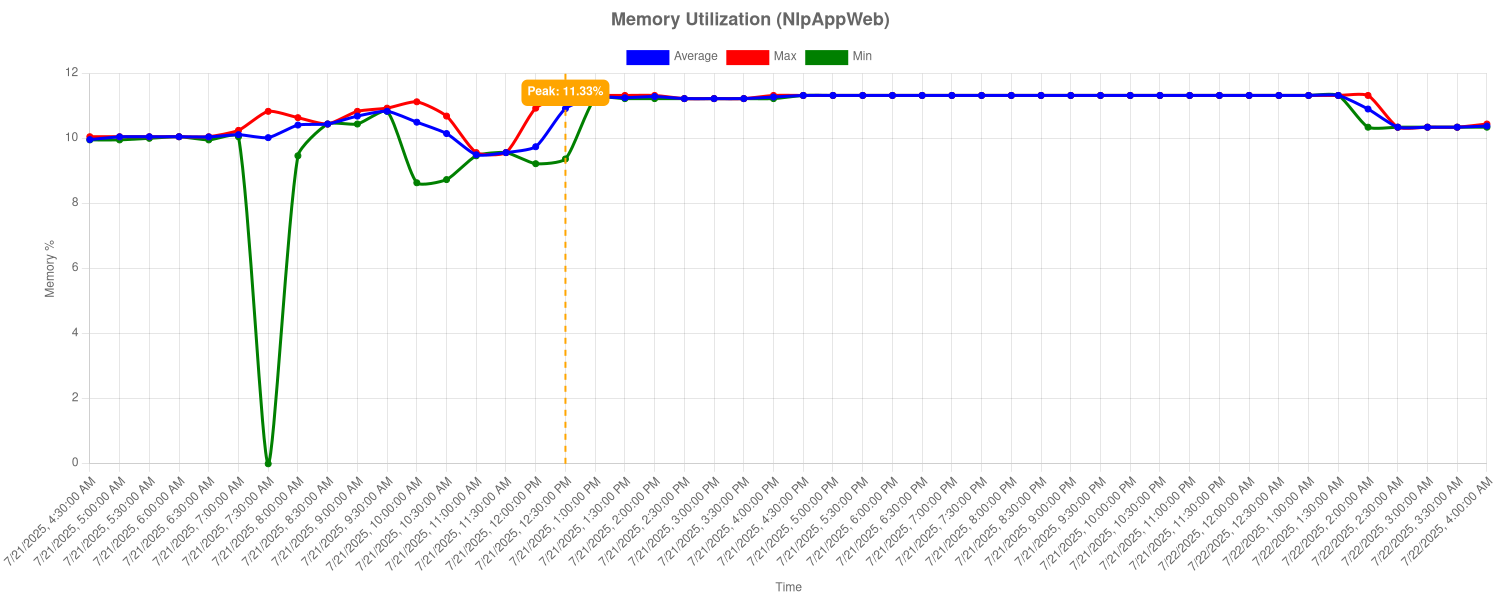 Memory Utilization (NlpAppWeb)
Average Max Min
Peak: 11.33%
12
10
8
6
4
2
0
Memory %
7/21/2025, 4:30:00 AM
7/21/2025, 5:00:00 AM
7/21/2025, 5:30:00 AM
7/21/2025, 6:00:00 AM
7/21/2025, 6:30:00 AM
7/21/2025, 7:00:00 AM
7/21/2025, 7:30:00 AM
7/21/2025, 8:00:00 AM
7/21/2025, 8:30:00 AM
7/21/2025, 9:00:00 AM
7/21/2025, 9:30:00 AM
7/21/2025, 10:00:00 AM
7/21/2025, 10:30:00 AM
7/21/2025, 11:00:00 AM
7/21/2025, 11:30:00 AM
7/21/2025, 12:00:00 PM
7/21/2025, 12:30:00 PM
7/21/2025, 1:00:00 PM
7/21/2025, 1:30:00 PM
7/21/2025, 2:00:00 PM
7/21/2025, 2:30:00 PM
7/21/2025, 3:00:00 PM
7/21/2025, 3:30:00 PM
7/21/2025, 4:00:00 PM
7/21/2025, 4:30:00 PM
7/21/2025, 5:00:00 PM
7/21/2025, 5:30:00 PM
7/21/2025, 6:00:00 PM
7/21/2025, 6:30:00 PM
7/21/2025, 7:00:00 PM
7/21/2025, 7:30:00 PM
7/21/2025, 8:00:00 PM
7/21/2025, 8:30:00 PM
7/21/2025, 9:00:00 PM
7/21/2025, 9:30:00 PM
7/21/2025, 10:00:00 PM
7/21/2025, 10:30:00 PM
7/21/2025, 11:00:00 PM
7/21/2025, 11:30:00 PM
7/22/2025, 12:00:00 AM
7/22/2025, 12:30:00 AM
7/22/2025, 1:00:00 AM
7/22/2025, 1:30:00 AM
7/22/2025, 2:00:00 AM
7/22/2025, 2:30:00 AM
7/22/2025, 3:00:00 AM
7/22/2025, 3:30:00 AM
7/22/2025, 4:00:00 AM
Time